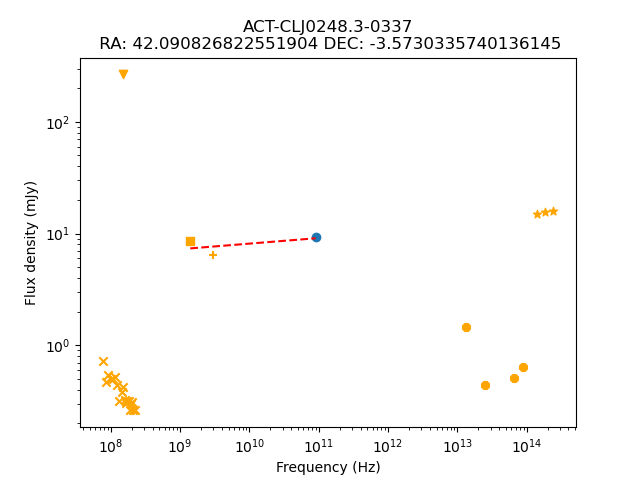 ACT-CLJ0248.3-0337
RA: 42.090826822551904 DEC: -3.5730335740136145
Flux density (mJy)
10²
10¹
10⁰
10⁸ 10⁹ 10¹⁰ 10¹¹ 10¹² 10¹³ 10¹⁴
Frequency (Hz)